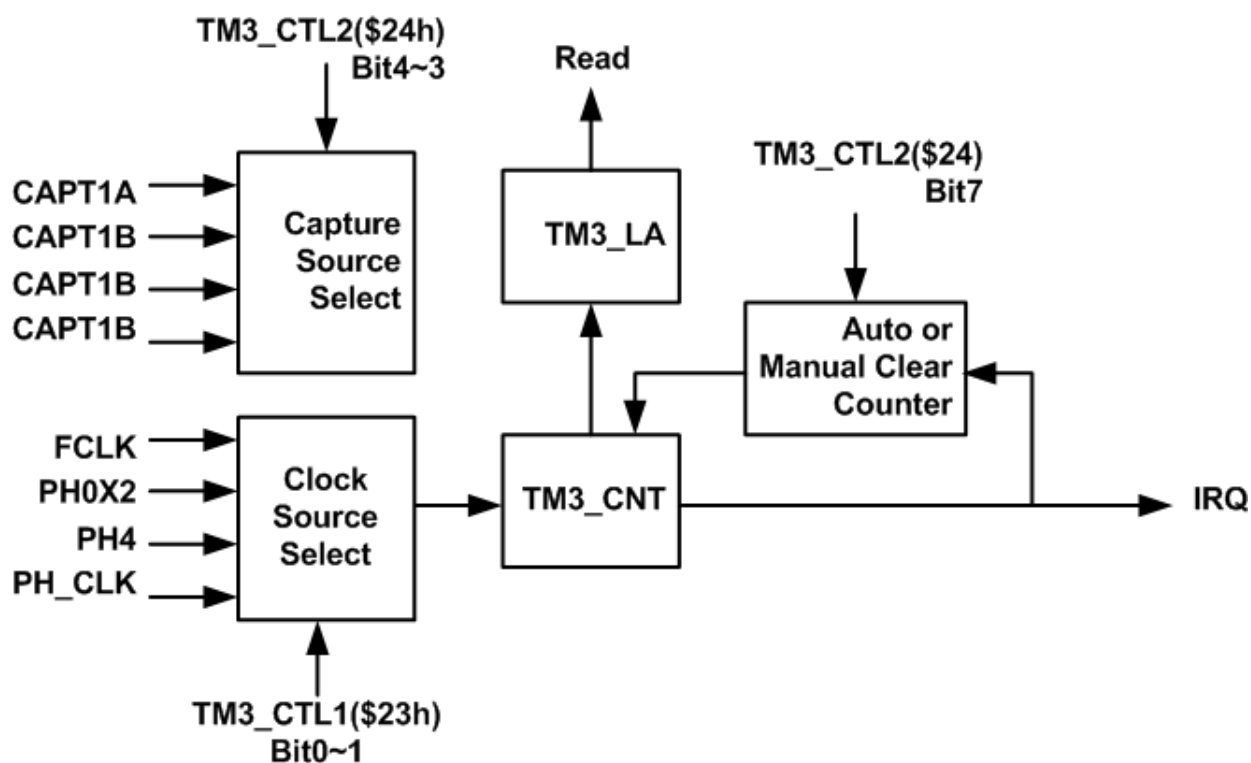 TM3_CTL2($24h)
Bit4~3
Read
TM3_CTL2($24)
Bit7
CAPT1A
CAPT1B
CAPT1B
CAPT1B
Capture
Source
Select
TM3_LA
Auto or
Manual Clear
Counter
FCLK
PH0X2
PH4
PH_CLK
Clock
Source
Select
TM3_CNT
IRQ
TM3_CTL1($23h)
Bit0~1